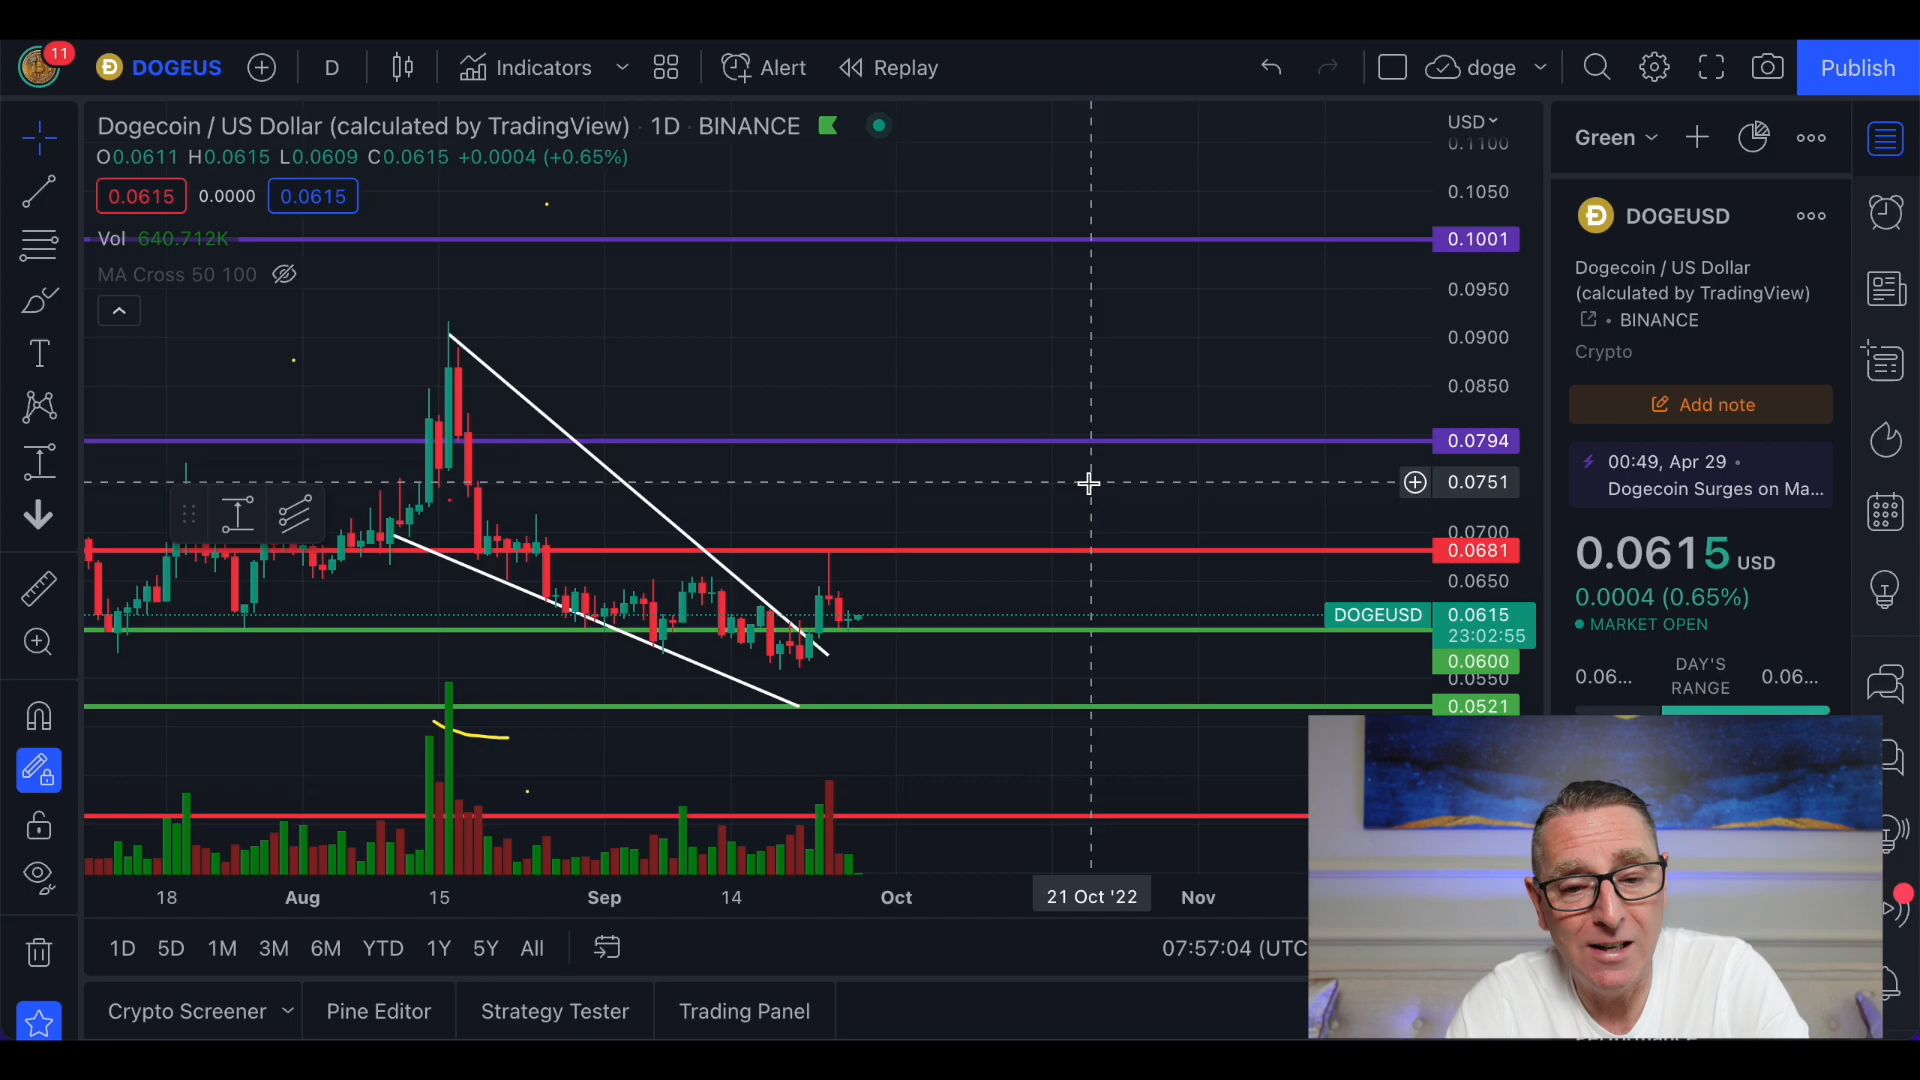 11
DOGEUS
D
Indicators
Alert
Replay
doge
Publish
Dogecoin / US Dollar (calculated by TradingView) · 1D · BINANCE
O0.0611 H0.0615 L0.0609 C0.0615 +0.0004 (+0.65%)
0.0615 0.0000 0.0615
Vol 640.712K
MA Cross 50 100
USD
0.1100
0.1050
0.1001
0.0950
0.0900
0.0850
0.0794
0.0751
0.0700
0.0681
0.0650
DOGEUSD 0.0615
23:02:55
0.0600
0.0550
0.0521
18 Aug 15 Sep 14 Oct 21 Oct '22 Nov
1D 5D 1M 3M 6M YTD 1Y 5Y All
07:57:04 (UTC
Crypto Screener
Pine Editor
Strategy Tester
Trading Panel
Green
DOGEUSD
Dogecoin / US Dollar
(calculated by TradingView)
• BINANCE
Crypto
Add note
00:49, Apr 29 •
Dogecoin Surges on Ma...
0.0615 USD
0.0004 (0.65%)
MARKET OPEN
0.06... DAY'S RANGE 0.06...